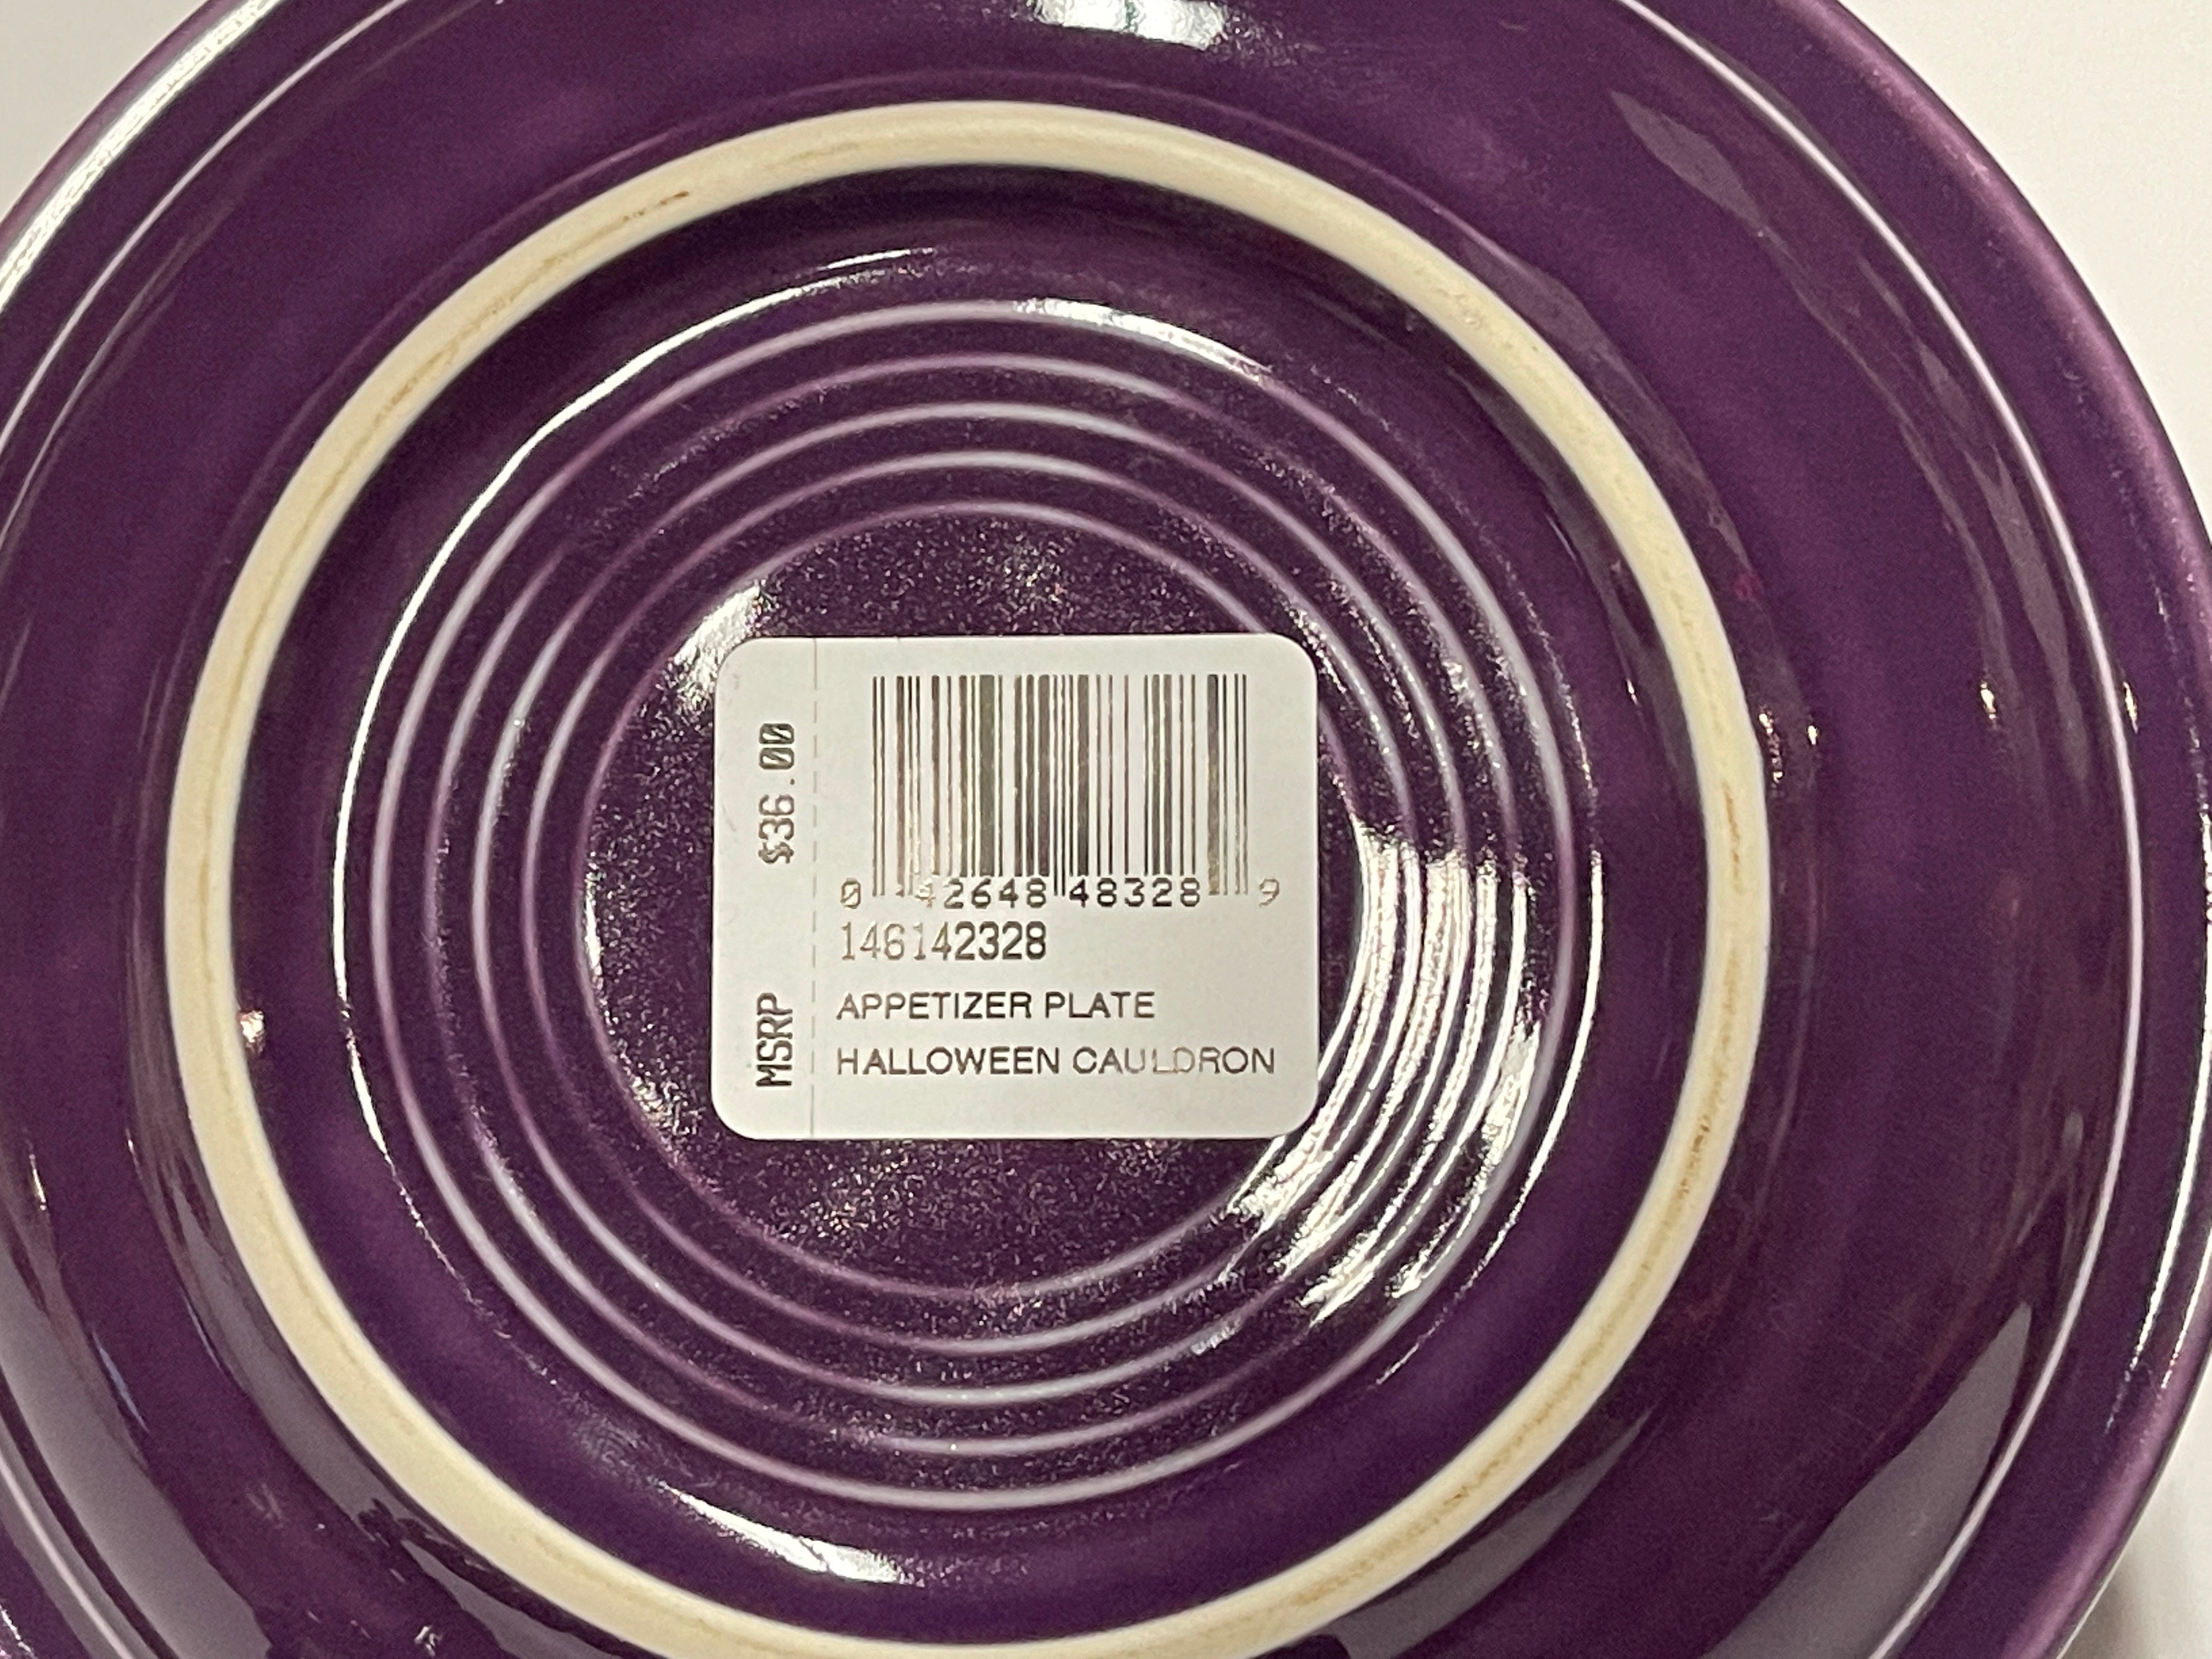 MSRP $36.00
0 42648 48328 9
146142328
APPETIZER PLATE
HALLOWEEN CAULDRON